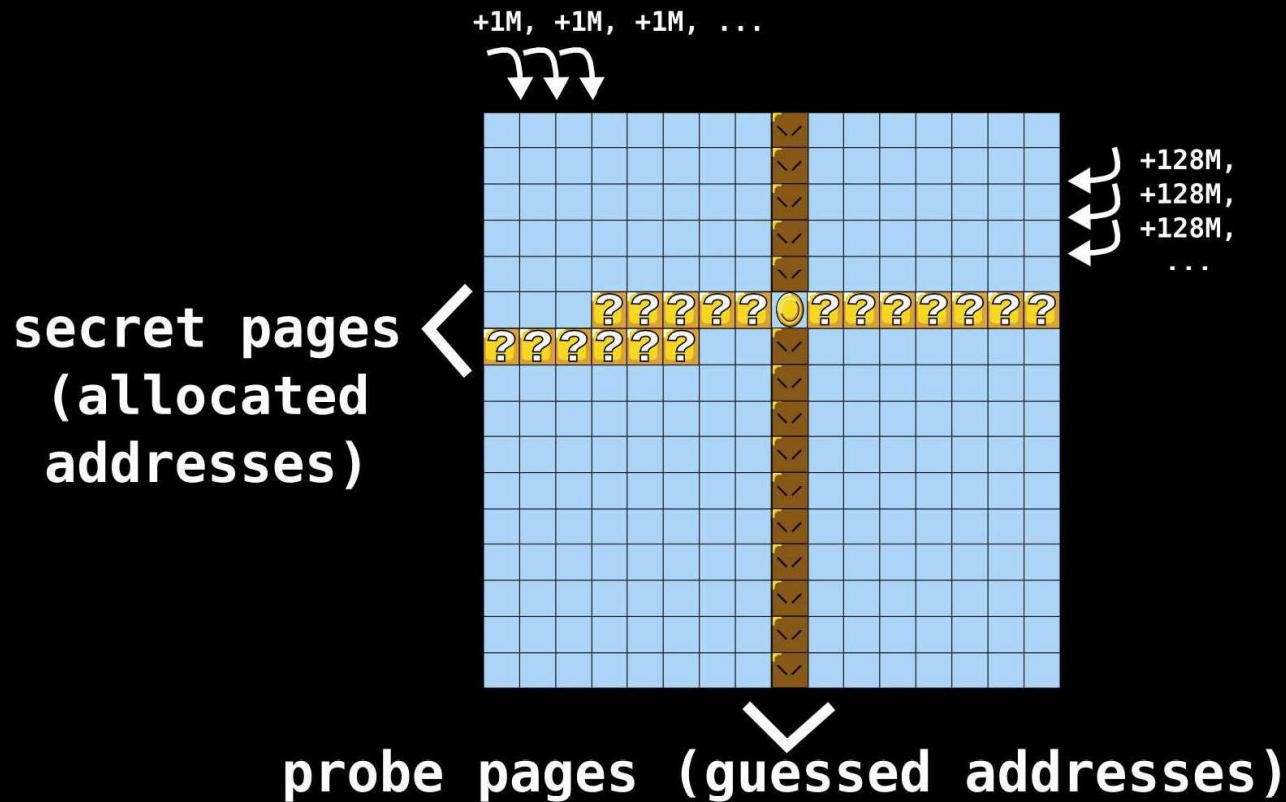 +1M, +1M, +1M, ...
+128M,
+128M,
+128M,
...
? ? ? ? ? ? ? ? ? ? ? ?
? ? ? ? ? ?
secret pages
(allocated
addresses)
probe pages (guessed addresses)